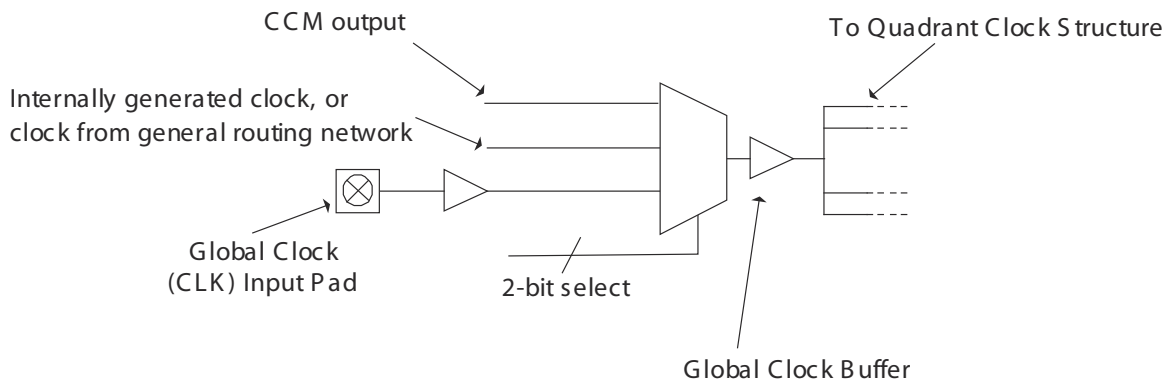 CCM output
To Quadrant Clock Structure
Internally generated clock, or
clock from general routing network
Global Clock
(CLK) Input Pad
2-bit select
Global Clock Buffer